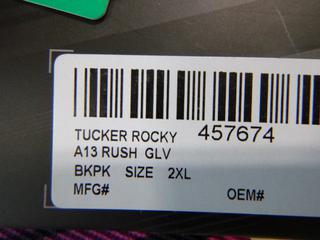 TUCKER ROCKY 457674
A13 RUSH GLV
BKPK SIZE 2XL
MFG# OEM#